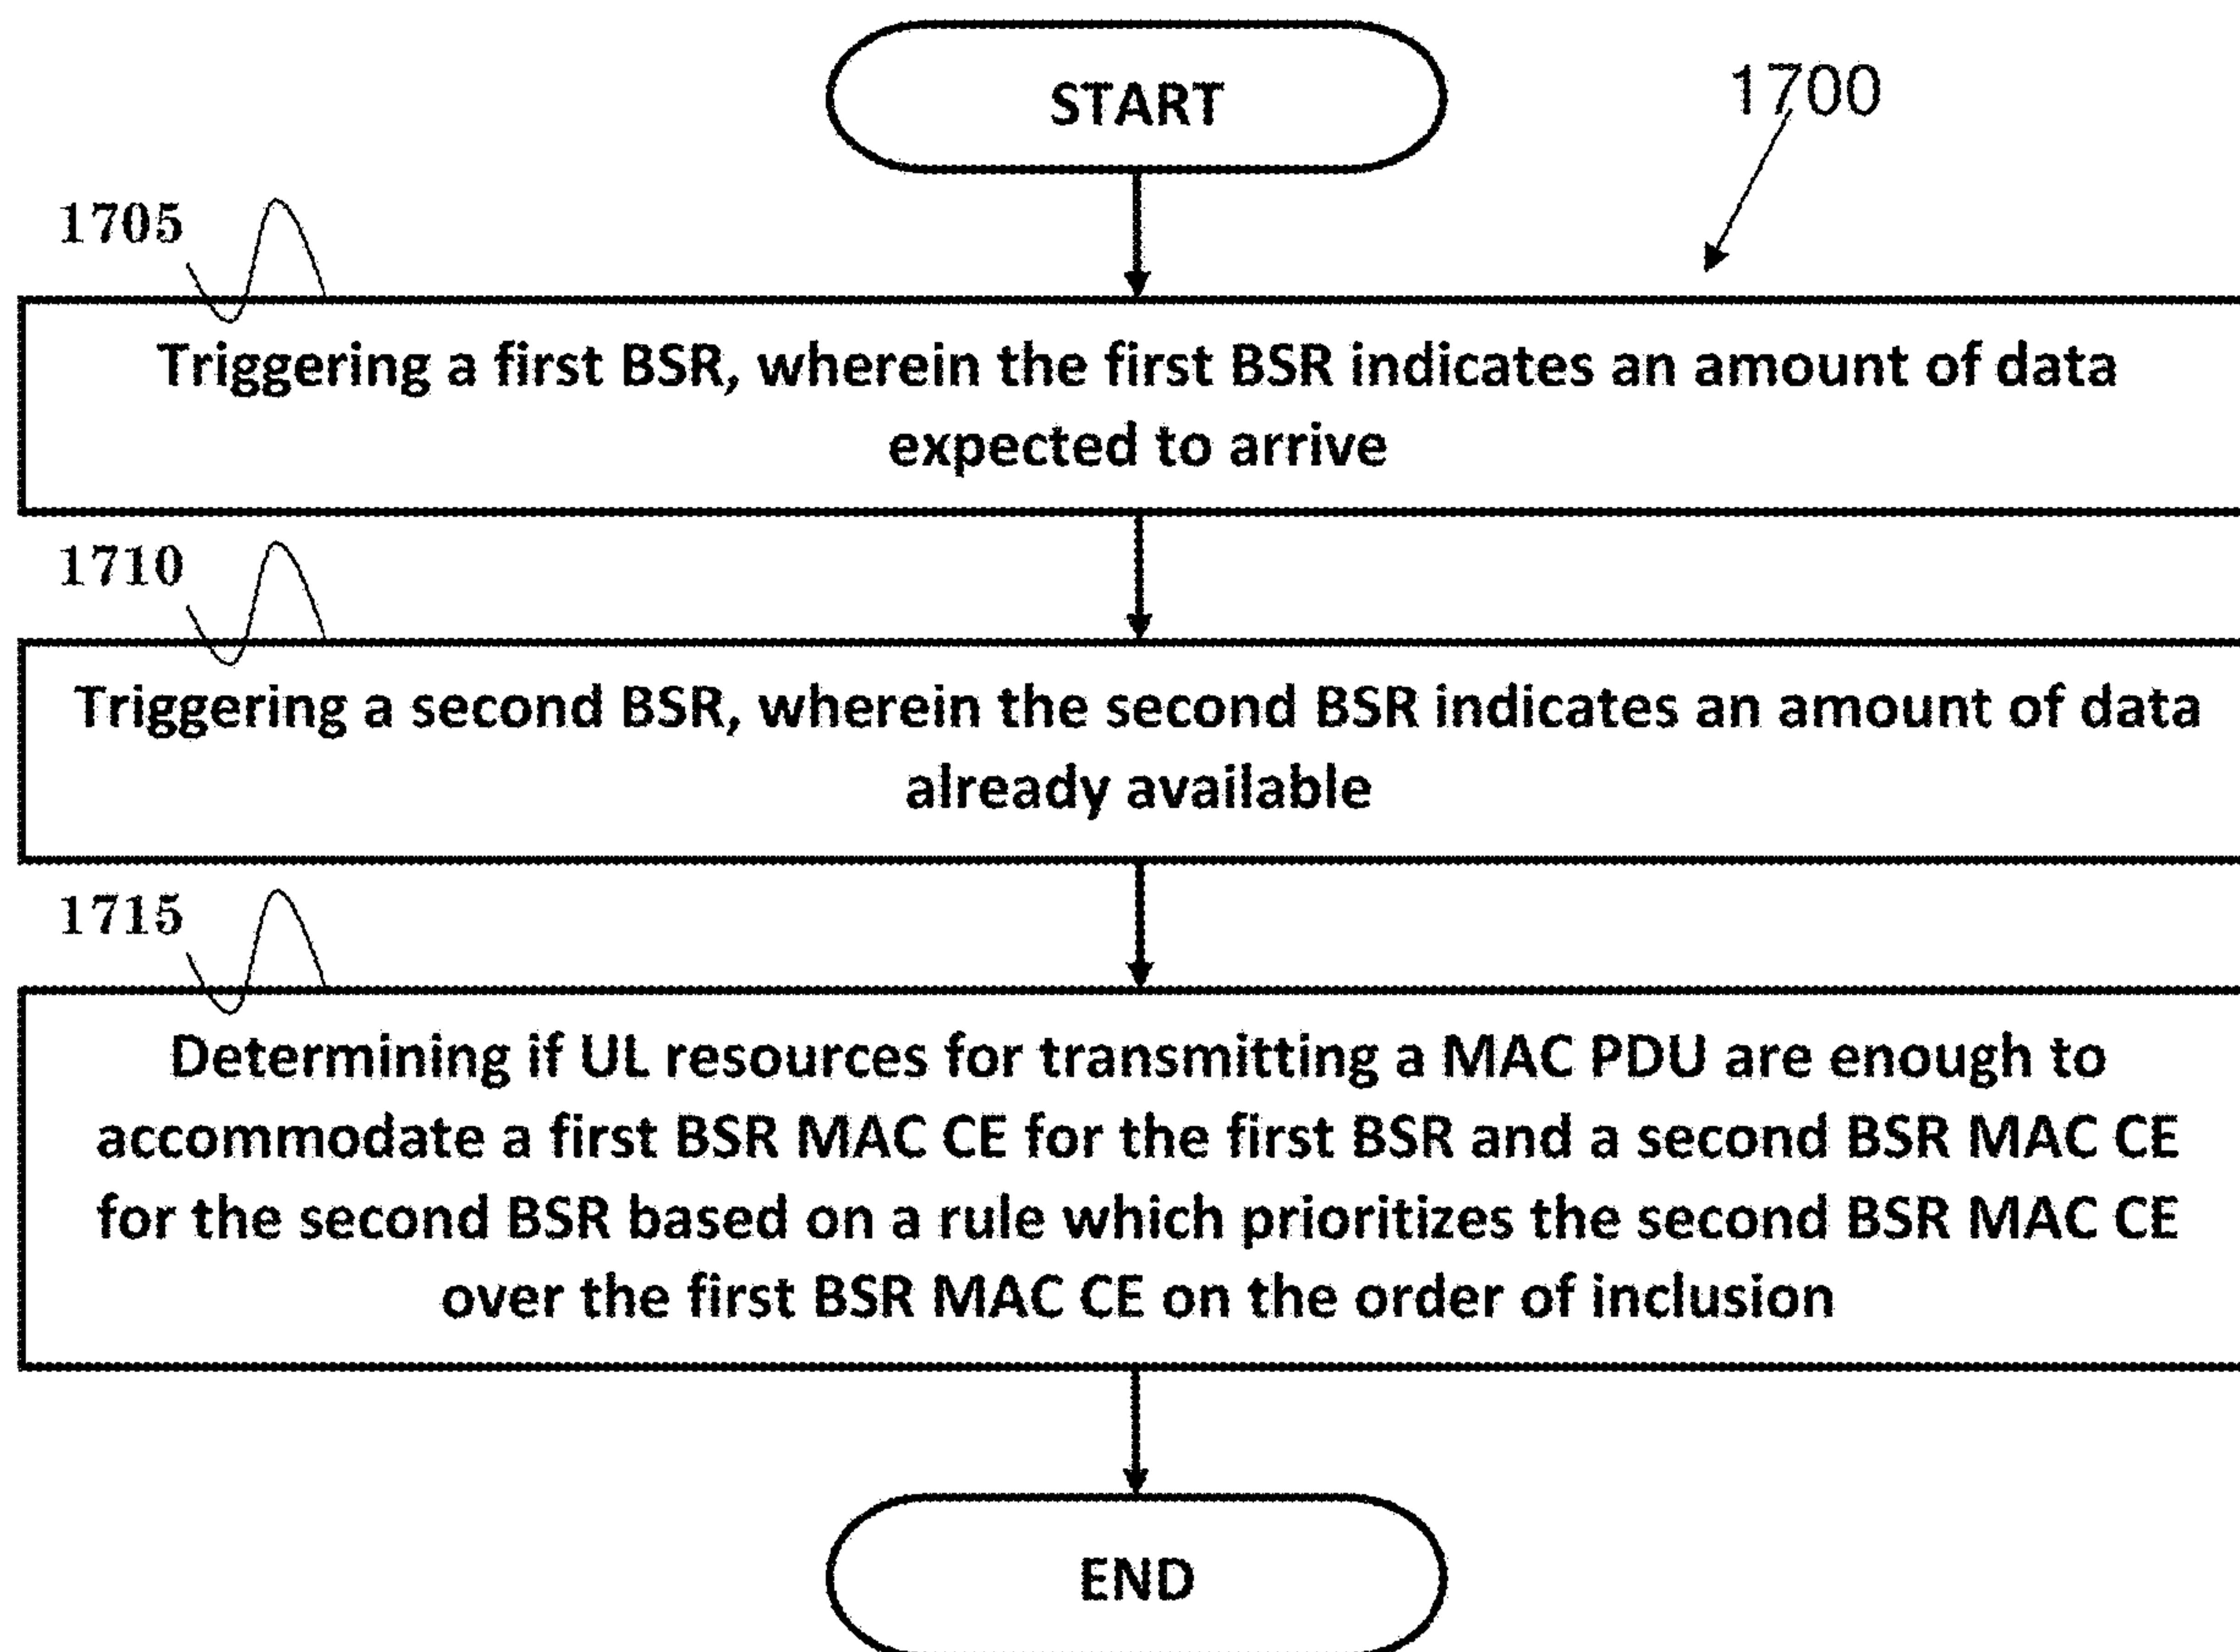 START
1700
1705
Triggering a first BSR, wherein the first BSR indicates an amount of data
expected to arrive
1710
Triggering a second BSR, wherein the second BSR indicates an amount of data
already available
1715
Determining if UL resources for transmitting a MAC PDU are enough to
accommodate a first BSR MAC CE for the first BSR and a second BSR MAC CE
for the second BSR based on a rule which prioritizes the second BSR MAC CE
over the first BSR MAC CE on the order of inclusion
END